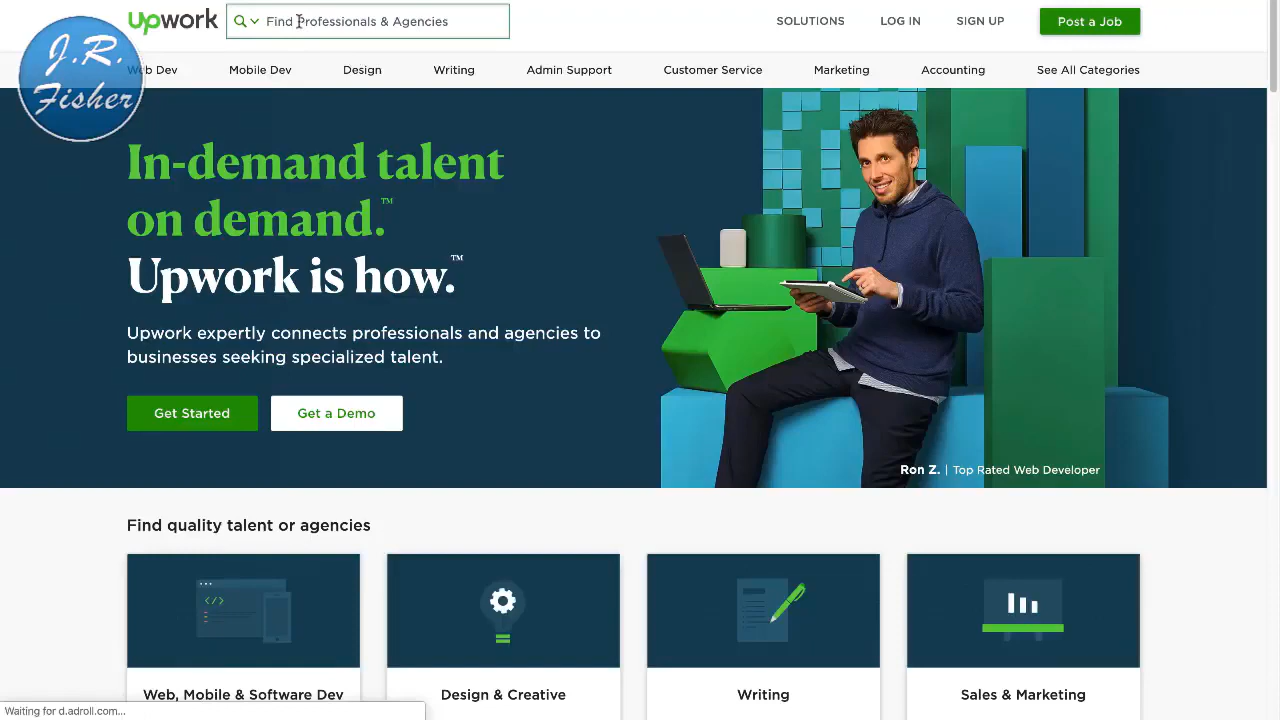 upwork
Find Professionals & Agencies
SOLUTIONS
LOG IN
SIGN UP
Post a Job
J.R.
Fisher
Web Dev
Mobile Dev
Design
Writing
Admin Support
Customer Service
Marketing
Accounting
See All Categories
In-demand talent
on demand.™
Upwork is how.™
Upwork expertly connects professionals and agencies to
businesses seeking specialized talent.
Get Started
Get a Demo
Ron Z. | Top Rated Web Developer
Find quality talent or agencies
</>
Web, Mobile & Software Dev
Design & Creative
Writing
Sales & Marketing
Waiting for d.adroll.com...